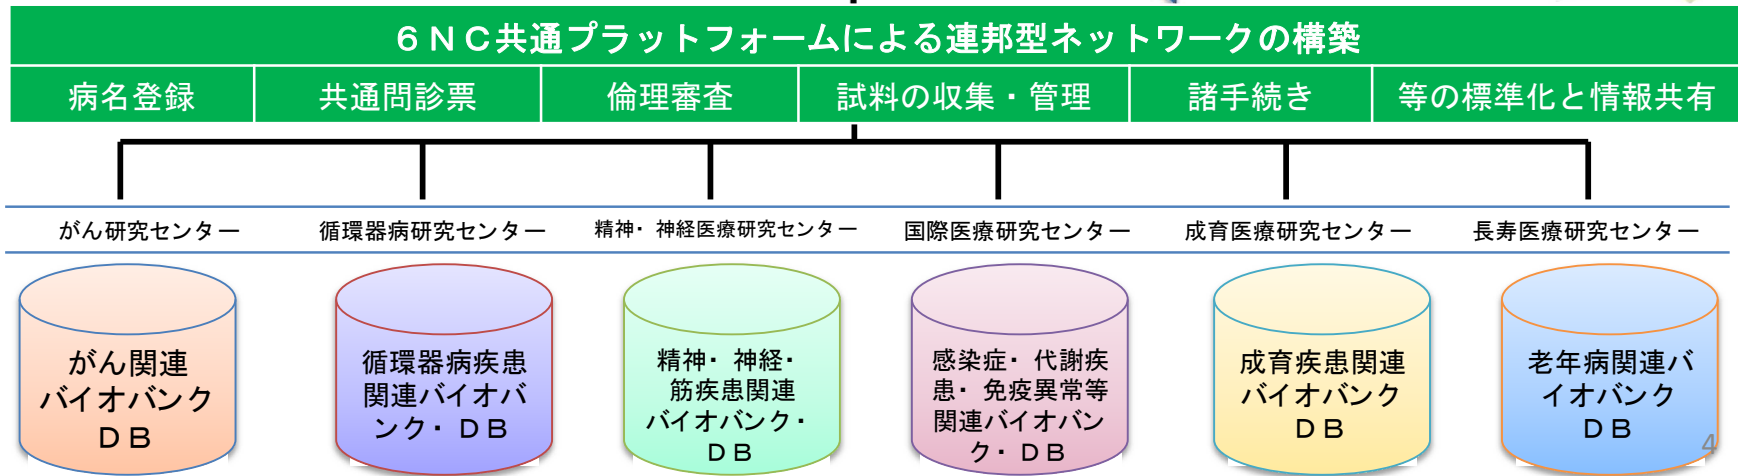 ６ＮＣ共通プラットフォームによる連邦型ネットワークの構築
病名登録 共通問診票 倫理審査 試料の収集・管理 諸手続き 等の標準化と情報共有
がん研究センター 循環器病研究センター 精神・神経医療研究センター 国際医療研究センター 成育医療研究センター 長寿医療研究センター
がん関連
バイオバンク
ＤＢ
循環器病疾患
関連バイオバ
ンク・ＤＢ
精神・神経・
筋疾患関連
バイオバンク・
ＤＢ
感染症・代謝疾
患・免疫異常等
関連バイオバン
ク・ＤＢ
成育疾患関連
バイオバンク
ＤＢ
老年病関連バ
イオバンク
ＤＢ
4